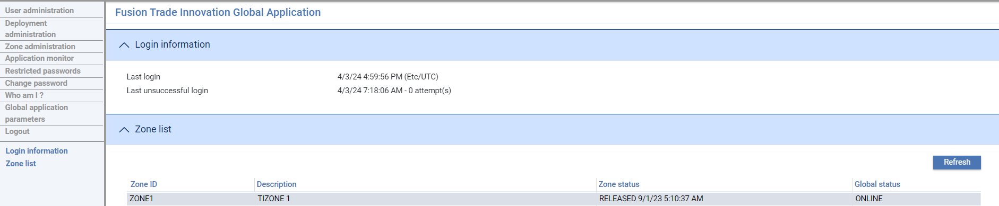 User administration
Deployment
administration
Zone administration
Application monitor
Restricted passwords
Change password
Who am I ?
Global application
parameters
Logout
Login information
Zone list
Fusion Trade Innovation Global Application
Login information
Last login 4/3/24 4:59:56 PM (Etc/UTC)
Last unsuccessful login 4/3/24 7:18:06 AM - 0 attempt(s)
Zone list
Refresh
Zone ID Description Zone status Global status
ZONE1 TIZONE 1 RELEASED 9/1/23 5:10:37 AM ONLINE